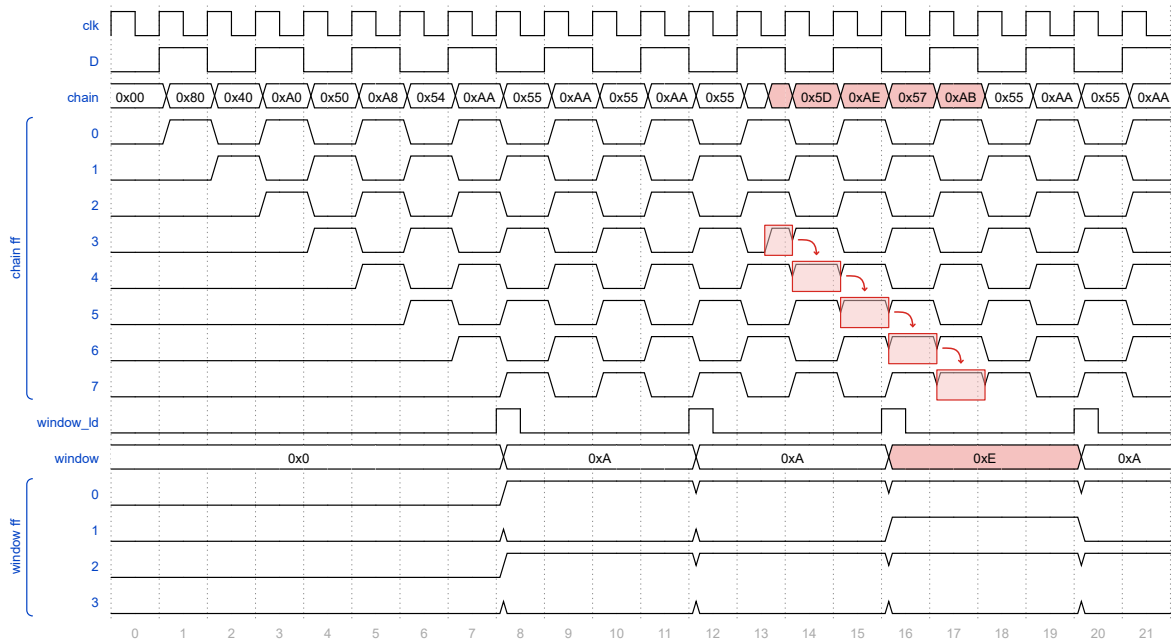 clk
D
chain 0x00 0x80 0x40 0xA0 0x50 0xA8 0x54 0xAA 0x55 0xAA 0x55 0xAA 0x55 0x5D 0xAE 0x57 0xAB 0x55 0xAA 0x55 0xAA
chain ff
0
1
2
3
4
5
6
7
window_ld
window 0x0 0xA 0xA 0xE 0xA
window ff
0
1
2
3
0 1 2 3 4 5 6 7 8 9 10 11 12 13 14 15 16 17 18 19 20 21